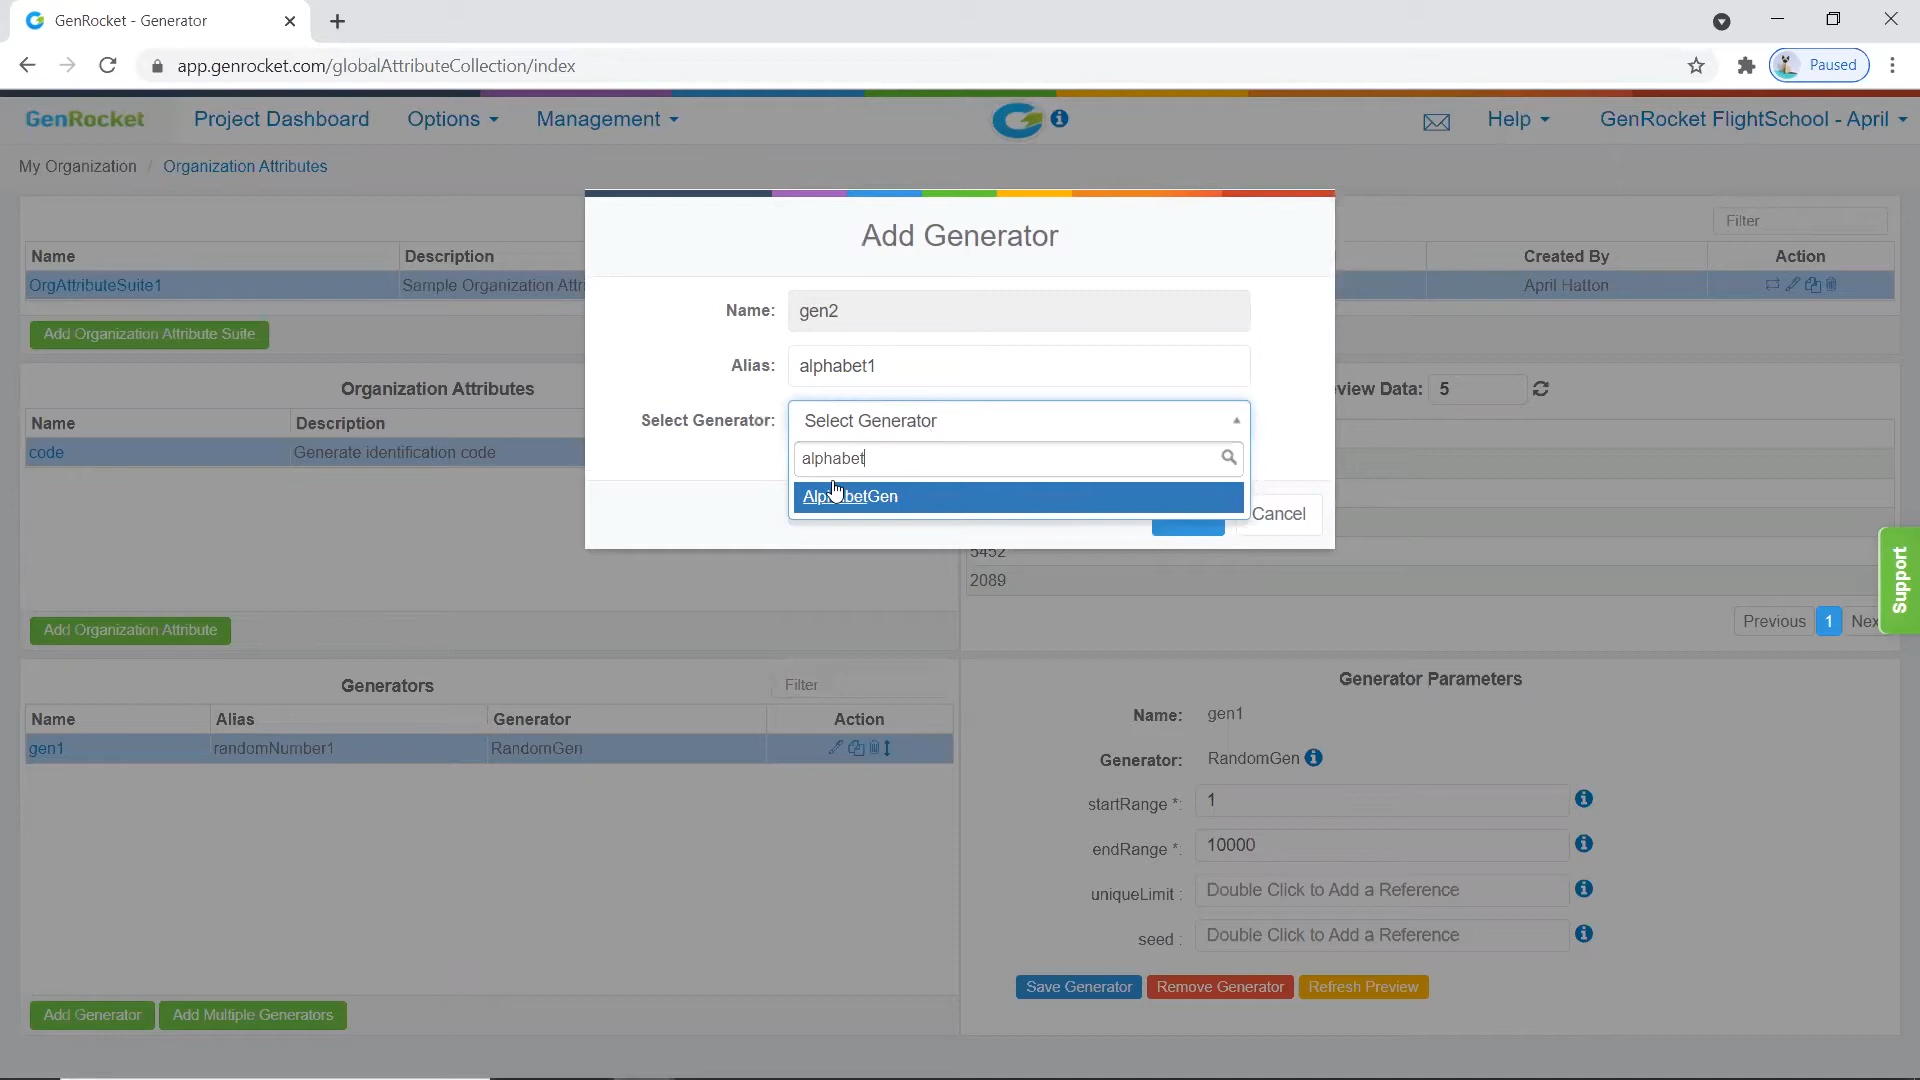 GenRocket - Generator
app.genrocket.com/globalAttributeCollection/index
Paused
GenRocket Project Dashboard Options Management Help GenRocket FlightSchool - April
My Organization / Organization Attributes
Filter
Name Description Created By Action
OrgAttributeSuite1 Sample Organization Attr April Hatton
Add Organization Attribute Suite
Add Generator
Name: gen2
Alias: alphabet1
Select Generator: Select Generator
alphabet
AlphabetGen
Cancel
Organization Attributes
Name Description
code Generate identification code
Add Organization Attribute
view Data: 5
5452
2089
Previous 1 Nex
Support
Generators Filter
Name Alias Generator Action
gen1 randomNumber1 RandomGen
Add Generator Add Multiple Generators
Generator Parameters
Name: gen1
Generator: RandomGen
startRange *: 1
endRange *: 10000
uniqueLimit : Double Click to Add a Reference
seed : Double Click to Add a Reference
Save Generator Remove Generator Refresh Preview